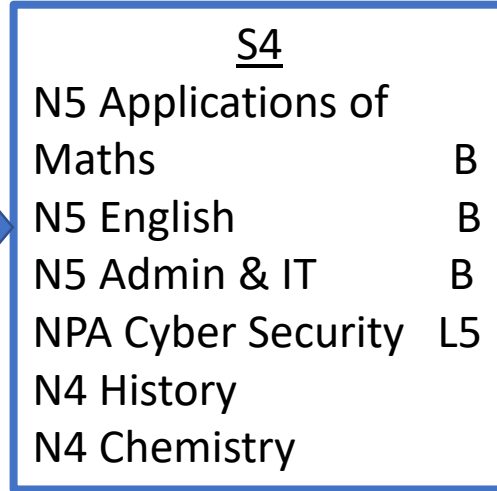 S4
N5 Applications of
Maths B
N5 English B
N5 Admin & IT B
NPA Cyber Security L5
N4 History
N4 Chemistry